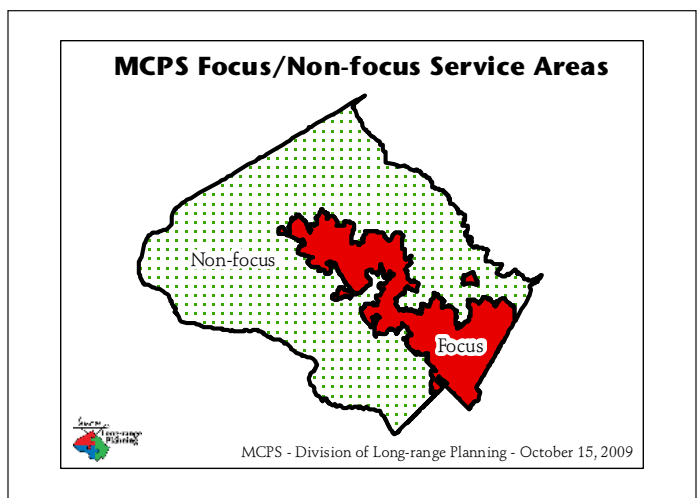 MCPS Focus/Non-focus Service Areas
Non-focus
Focus
Long-range
Planning
MCPS - Division of Long-range Planning - October 15, 2009